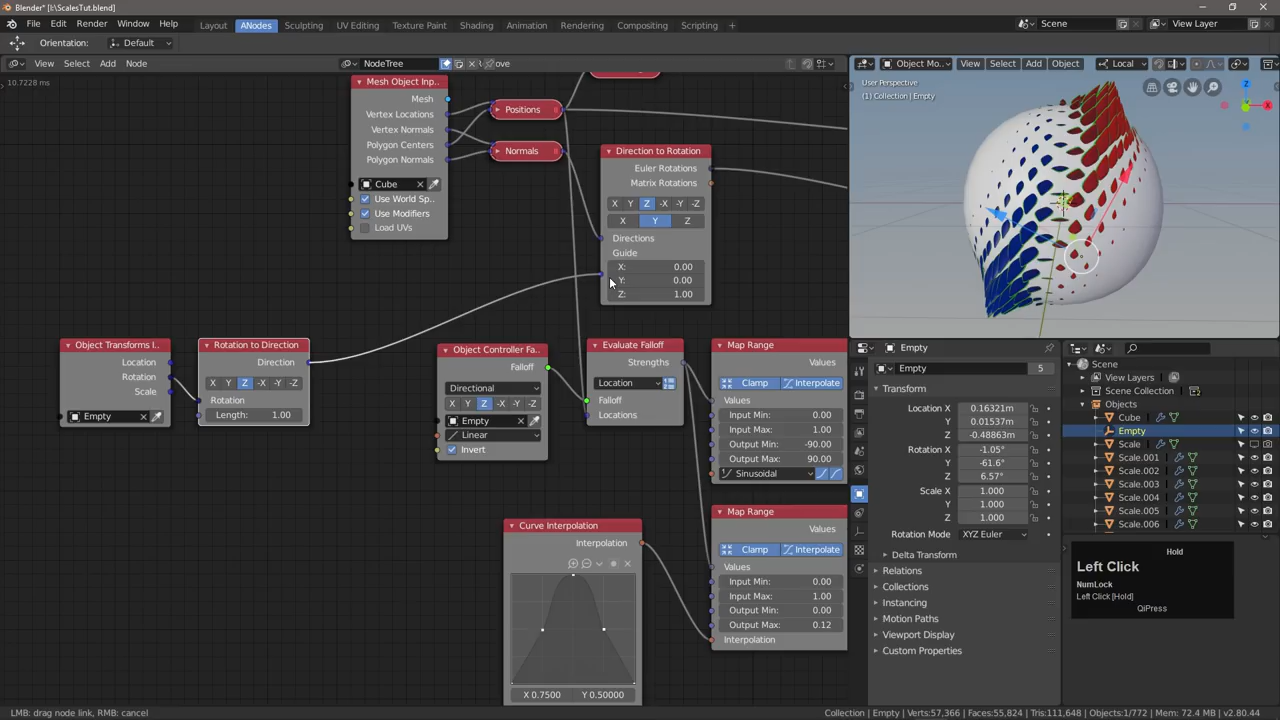 Blender* [I:\ScalesTut.blend]
File Edit Render Window Help
Layout ANodes Sculpting UV Editing Texture Paint Shading Animation Rendering Compositing Scripting
Scene
View Layer
Orientation: Default
View Select Add Node
NodeTree
Object Mo...
View Select Add Object
Local
10.7228 ms
User Perspective
(1) Collection | Empty
Mesh Object Inp..
Mesh
Vertex Locations
Vertex Normals
Polygon Centers
Polygon Normals
Cube
Use World Sp..
Use Modifiers
Load UVs
Positions
Normals
Direction to Rotation
Euler Rotations
Matrix Rotations
X Y Z -X -Y -Z
X Y Z
Directions
Guide
X: 0.00
Y: 0.00
Z: 1.00
Object Transforms I..
Location
Rotation
Scale
Empty
Rotation to Direction
Direction
X Y Z -X -Y -Z
Rotation
Length: 1.00
Object Controller Fa..
Falloff
Directional
X Y Z -X -Y -Z
Empty
Linear
Invert
Evaluate Falloff
Strengths
Location
Falloff
Locations
Map Range
Values
Clamp Interpolate
Values
Input Min: 0.00
Input Max: 1.00
Output Min: -90.00
Output Max: 90.00
Sinusoidal
Curve Interpolation
Interpolation
X 0.7500 Y 0.50000
Map Range
Values
Clamp Interpolate
Values
Input Min: 0.00
Input Max: 1.00
Output Min: 0.00
Output Max: 0.12
Interpolation
Empty
Empty 5
Transform
Location X 0.16321m
Y 0.01537m
Z -0.48863m
Rotation X -1.05°
Y -61.6°
Z 6.57°
Scale X 1.000
Y 1.000
Z 1.000
Rotation Mode XYZ Euler
Delta Transform
Relations
Collections
Instancing
Motion Paths
Viewport Display
Custom Properties
Scene
View Layers
Scene Collection
Objects
Cube
Empty
Scale
Scale.001
Scale.002
Scale.003
Scale.004
Scale.005
Scale.006
Hold
Left Click
NumLock
Left Click [Hold]
QiPress
LMB: drag node link, RMB: cancel
Collection | Empty | Verts:57,366 | Faces:55,824 | Tris:111,648 | Objects:1/772 | Mem: 72.4 MB | v2.80.44